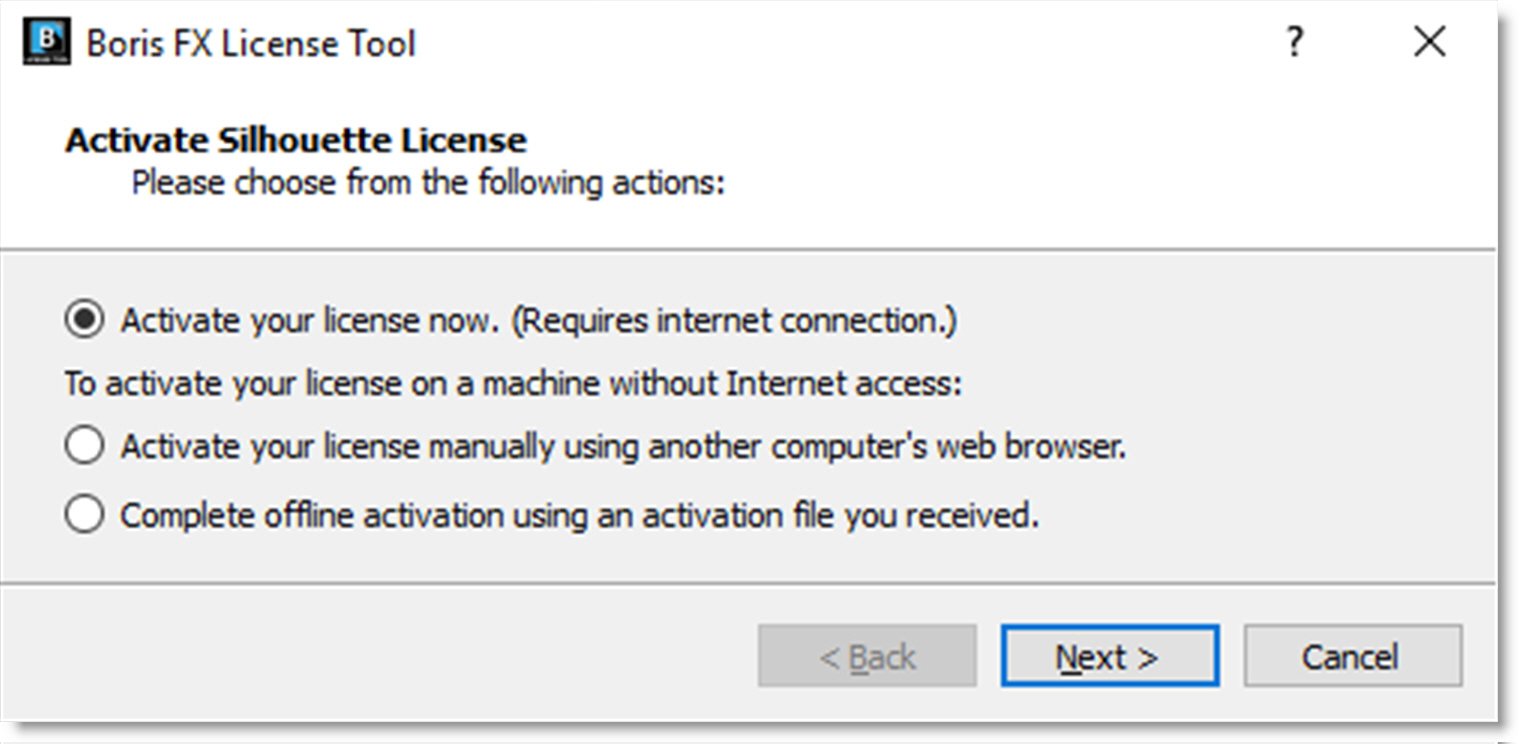 B Boris FX License Tool ? X
Activate Silhouette License
Please choose from the following actions:
Activate your license now. (Requires internet connection.)
To activate your license on a machine without Internet access:
Activate your license manually using another computer's web browser.
Complete offline activation using an activation file you received.
< Back Next > Cancel